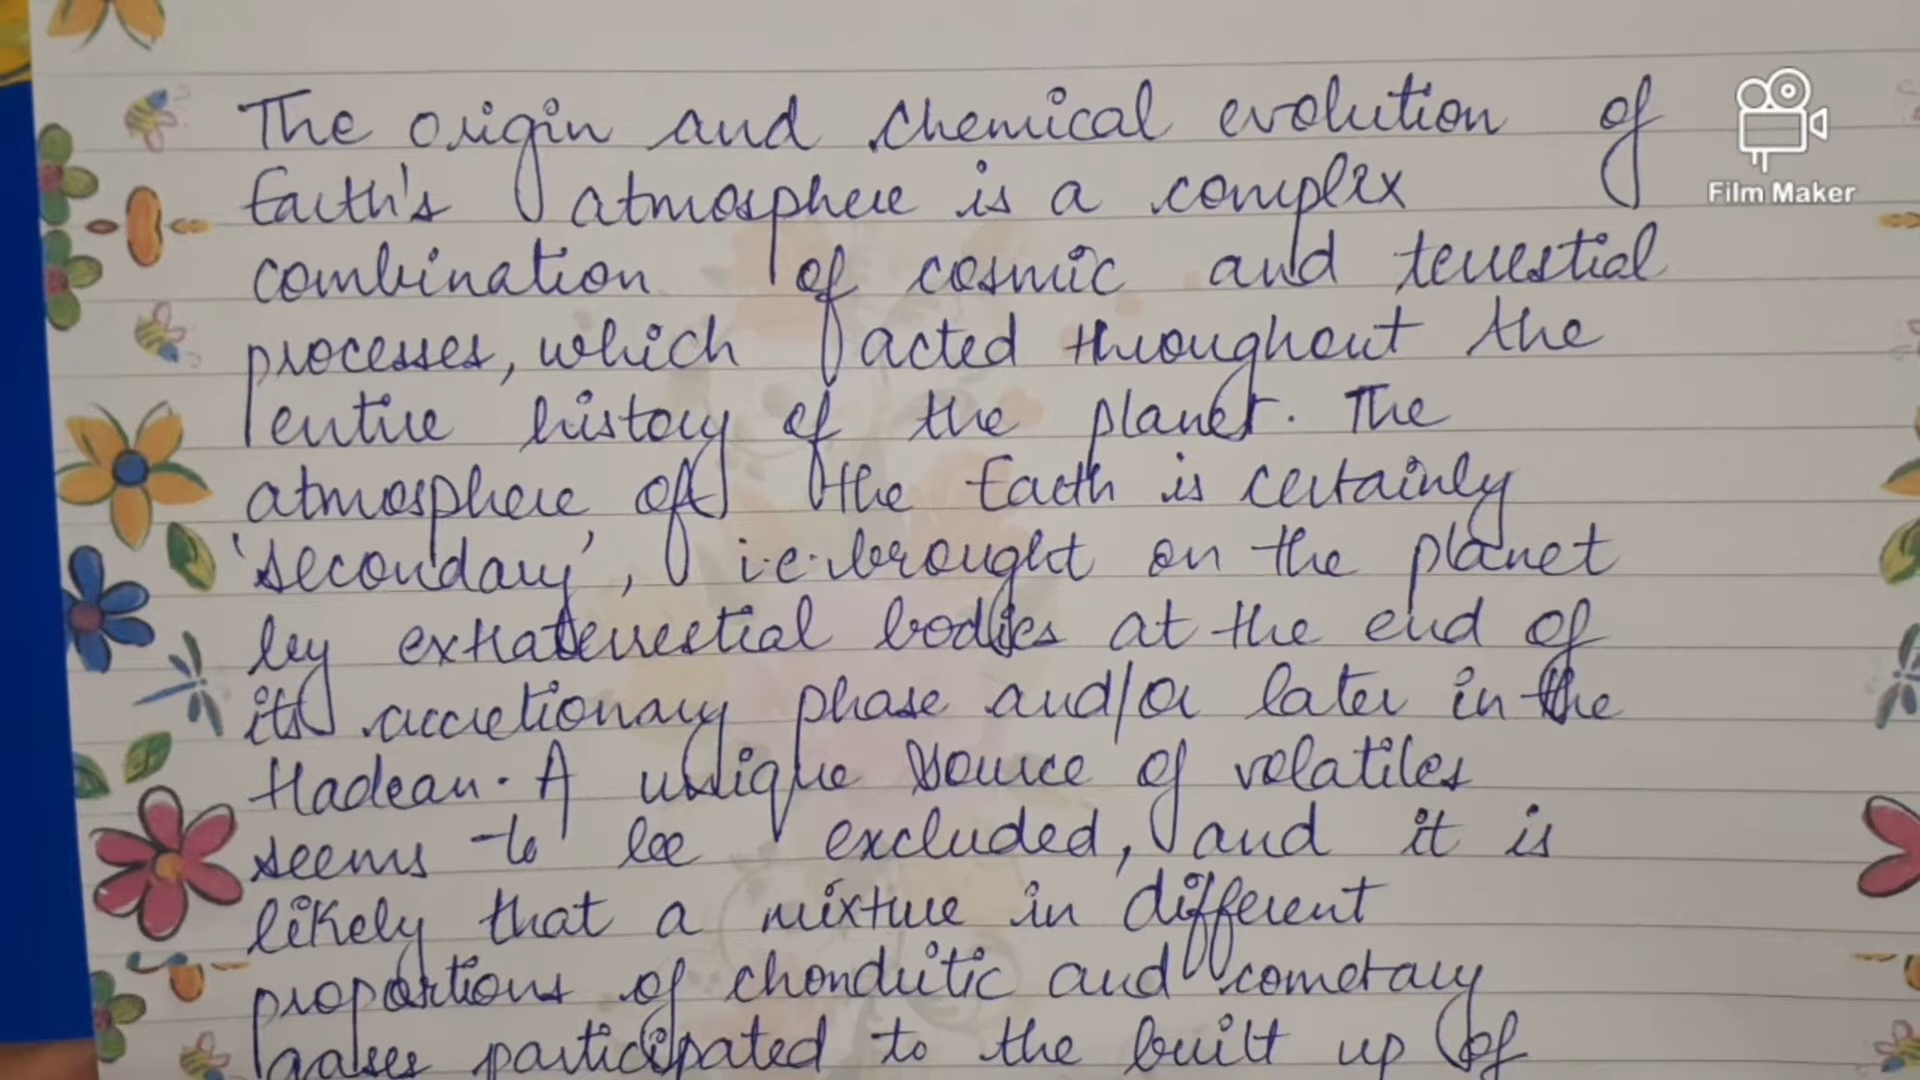 The origin and chemical evolution of
Earth's atmosphere is a complex
combination of cosmic and terrestial
processes, which acted throughout the
entire history of the planet. The
atmosphere of the Earth is certainly
'secondary', i.e. brought on the planet
by extraterrestial bodies at the end of
its accretionary phase and/or later in the
Hadean. A unique source of volatiles
seems to be excluded, and it is
likely that a mixture in different
proportions of chondritic and cometary
gases participated to the built up of
Film Maker